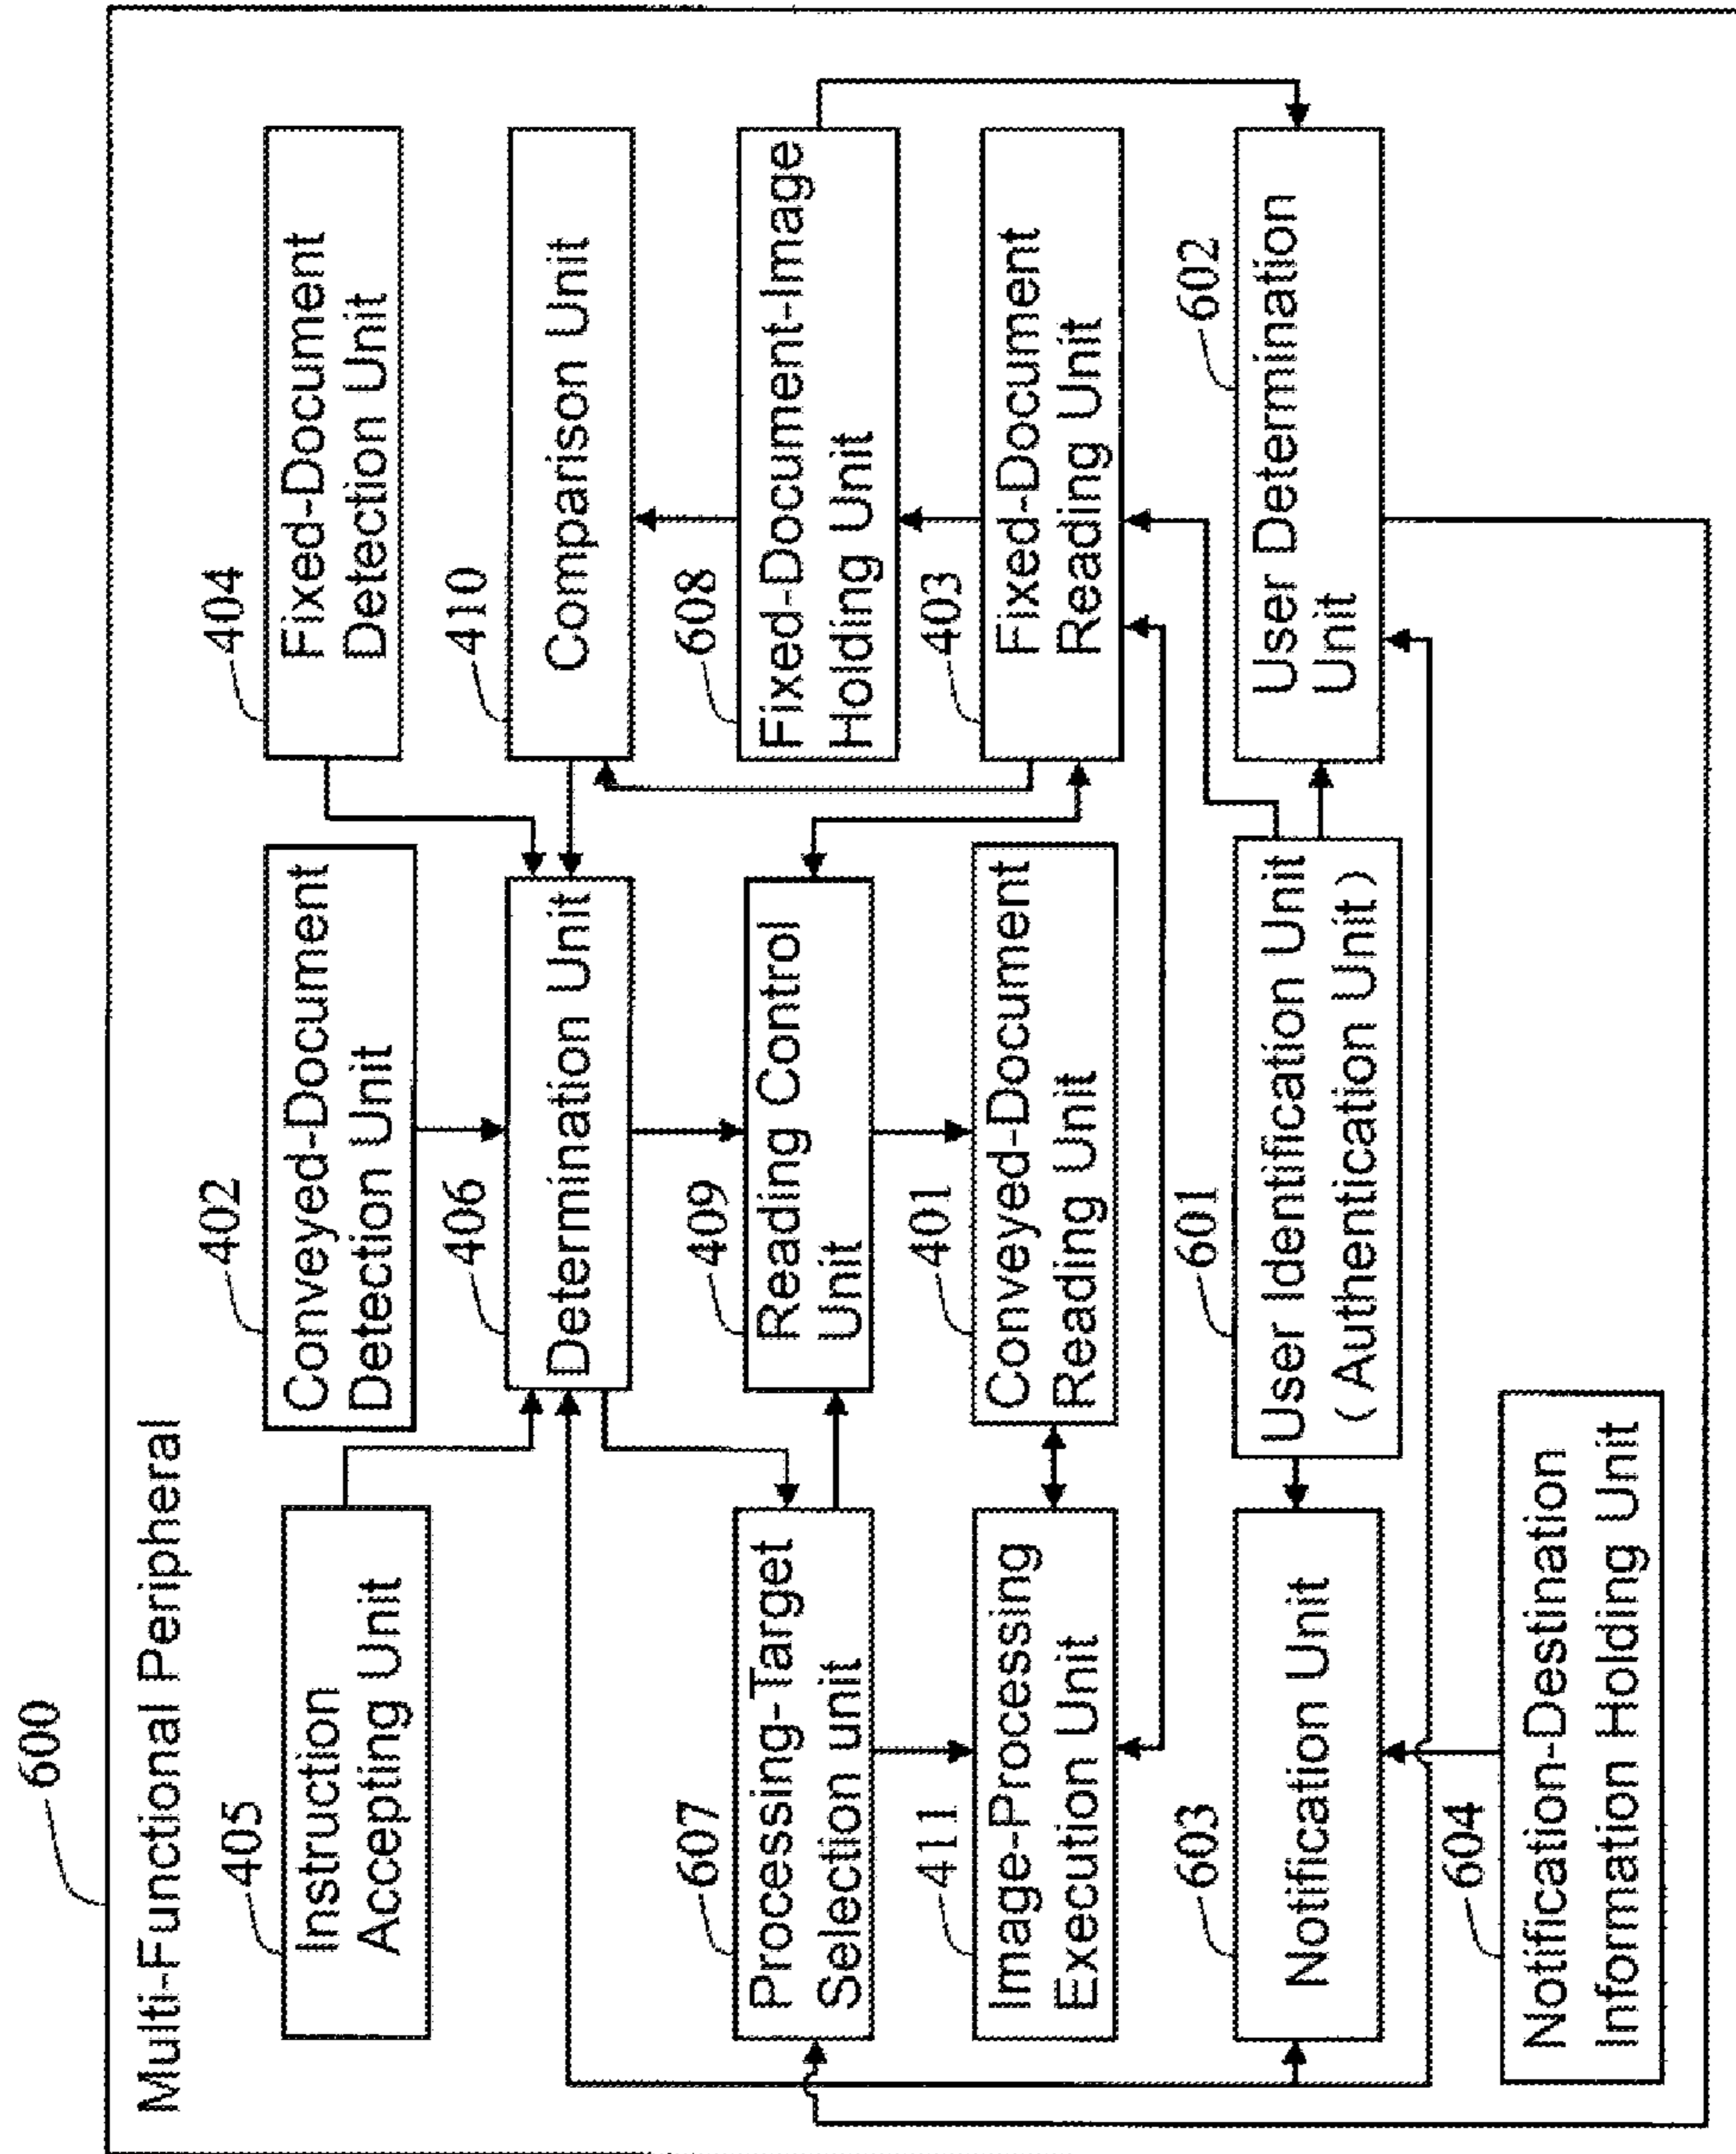 600
Multi-Functional Peripheral
405
Instruction
Accepting Unit
402
Conveyed-Document
Detection Unit
404
Fixed-Document
Detection Unit
406
Determination Unit
410
Comparison Unit
607
Processing-Target
Selection unit
409
Reading Control
Unit
608
Fixed-Document-Image
Holding Unit
411
Image-Processing
Execution Unit
401
Conveyed-Document
Reading Unit
403
Fixed-Document
Reading Unit
603
Notification Unit
601
User Identification Unit
( Authentication Unit )
602
User Determination
Unit
604
Notification-Destination
Information Holding Unit